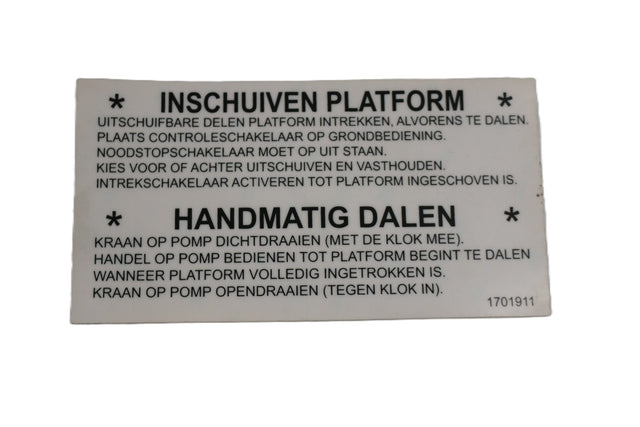 * INSCHUIVEN PLATFORM *
UITSCHUIFBARE DELEN PLATFORM INTREKKEN, ALVORENS TE DALEN.
PLAATS CONTROLESCHAKELAAR OP GRONDBEDIENING.
NOODSTOPSCHAKELAAR MOET OP UIT STAAN.
KIES VOOR OF ACHTER UITSCHUIVEN EN VASTHOUDEN.
INTREKSCHAKELAAR ACTIVEREN TOT PLATFORM INGESCHOVEN IS.
* HANDMATIG DALEN *
KRAAN OP POMP DICHTDRAAIEN (MET DE KLOK MEE).
HANDEL OP POMP BEDIENEN TOT PLATFORM BEGINT TE DALEN
WANNEER PLATFORM VOLLEDIG INGETROKKEN IS.
KRAAN OP POMP OPENDRAAIEN (TEGEN KLOK IN).
1701911